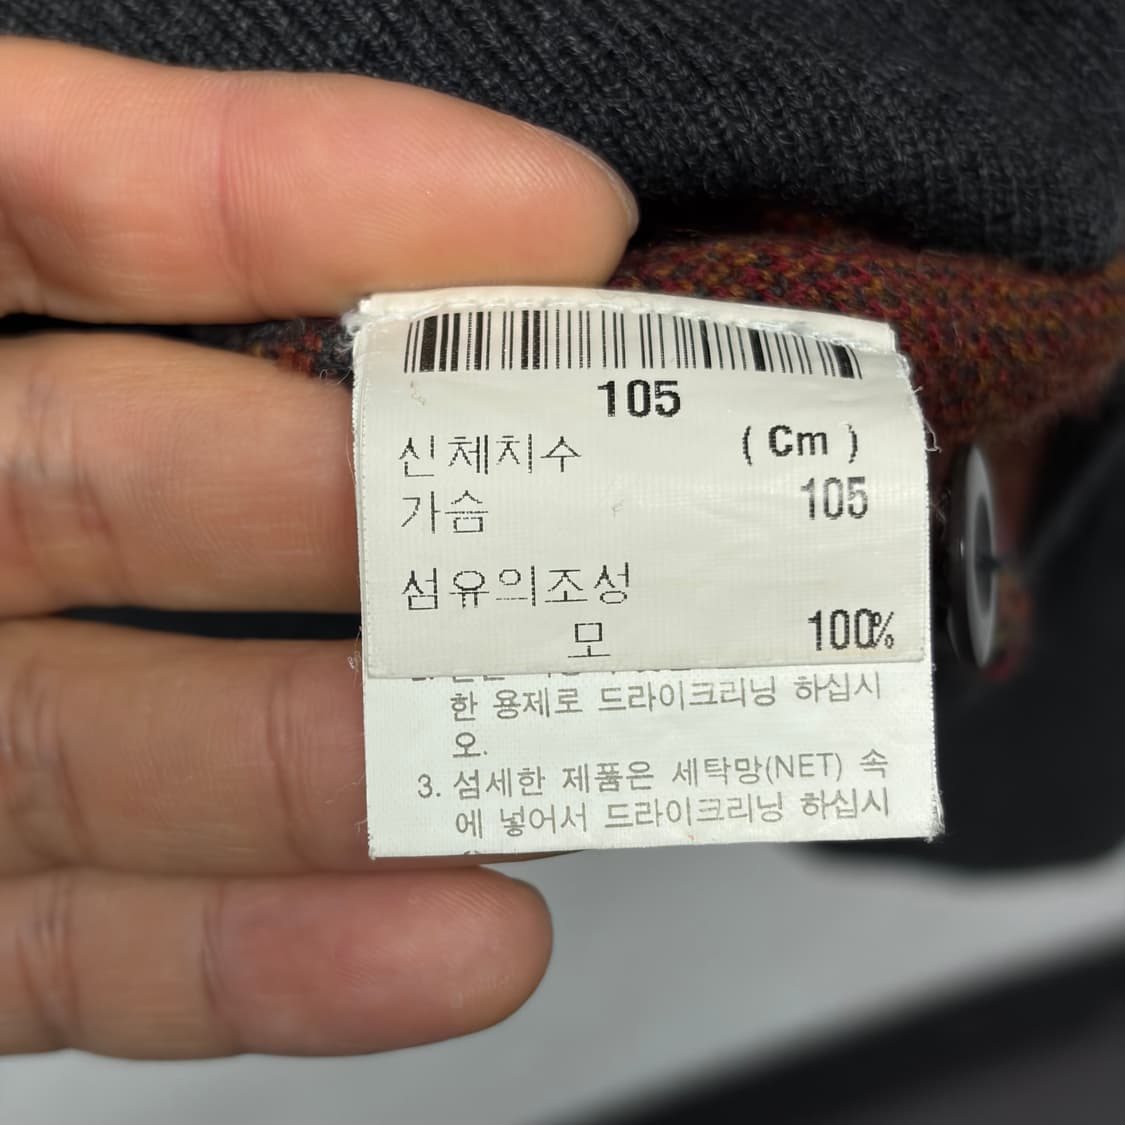 105
신체치수 ( Cm )
가슴 105
섬유의조성
모 100%
한 용제로 드라이크리닝 하십시
오.
3. 섬세한 제품은 세탁망(NET) 속
에 넣어서 드라이크리닝 하십시